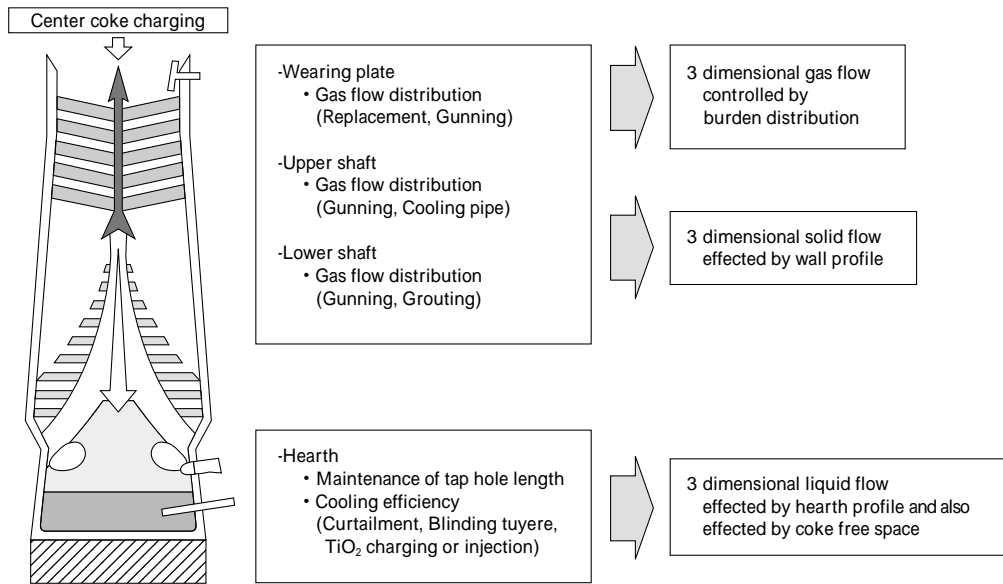 Center coke charging
-Wearing plate
・Gas flow distribution
(Replacement, Gunning)
-Upper shaft
・Gas flow distribution
(Gunning, Cooling pipe)
-Lower shaft
・Gas flow distribution
(Gunning, Grouting)
3 dimensional gas flow
controlled by
burden distribution
3 dimensional solid flow
effected by wall profile
-Hearth
・Maintenance of tap hole length
・Cooling efficiency
(Curtailment, Blinding tuyere,
TiO₂ charging or injection)
3 dimensional liquid flow
effected by hearth profile and also
effected by coke free space